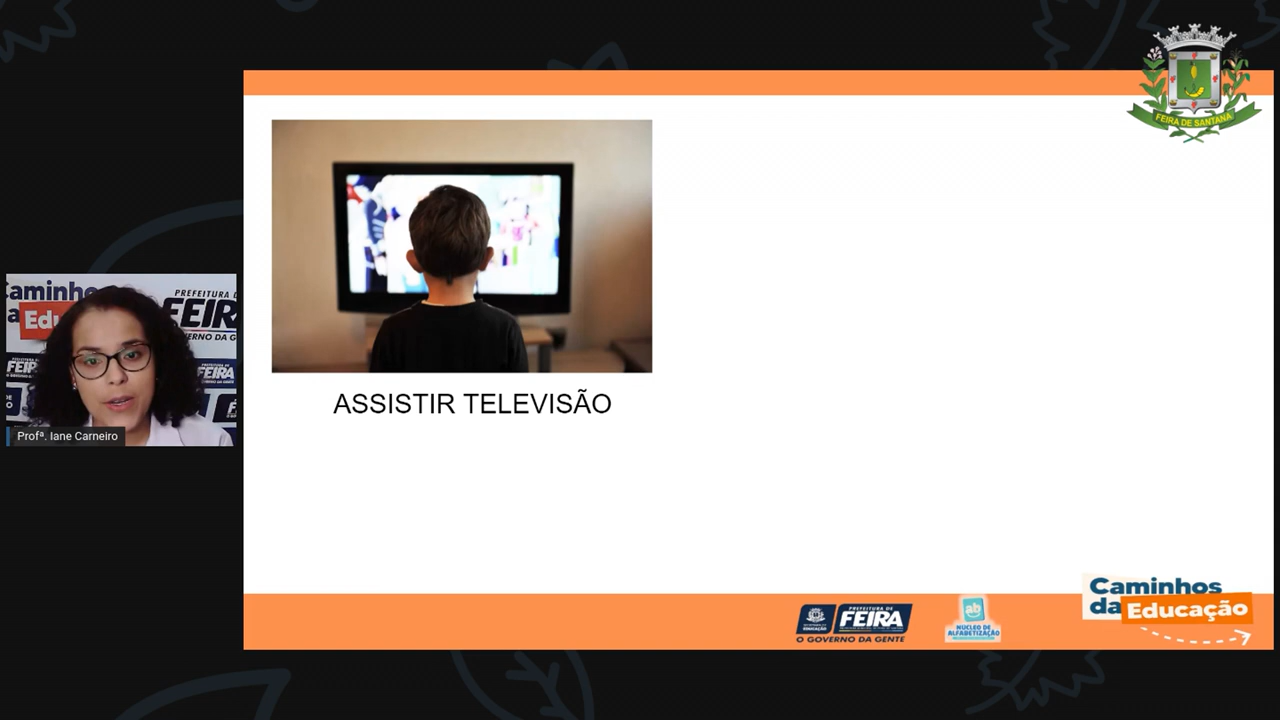 FEIRA DE SANTANA
ASSISTIR TELEVISÃO
Profª. Iane Carneiro
PREFEITURA DE
FEIRA
O GOVERNO DA GENTE
ab
NÚCLEO DE
ALFABETIZAÇÃO
Caminhos
da Educação